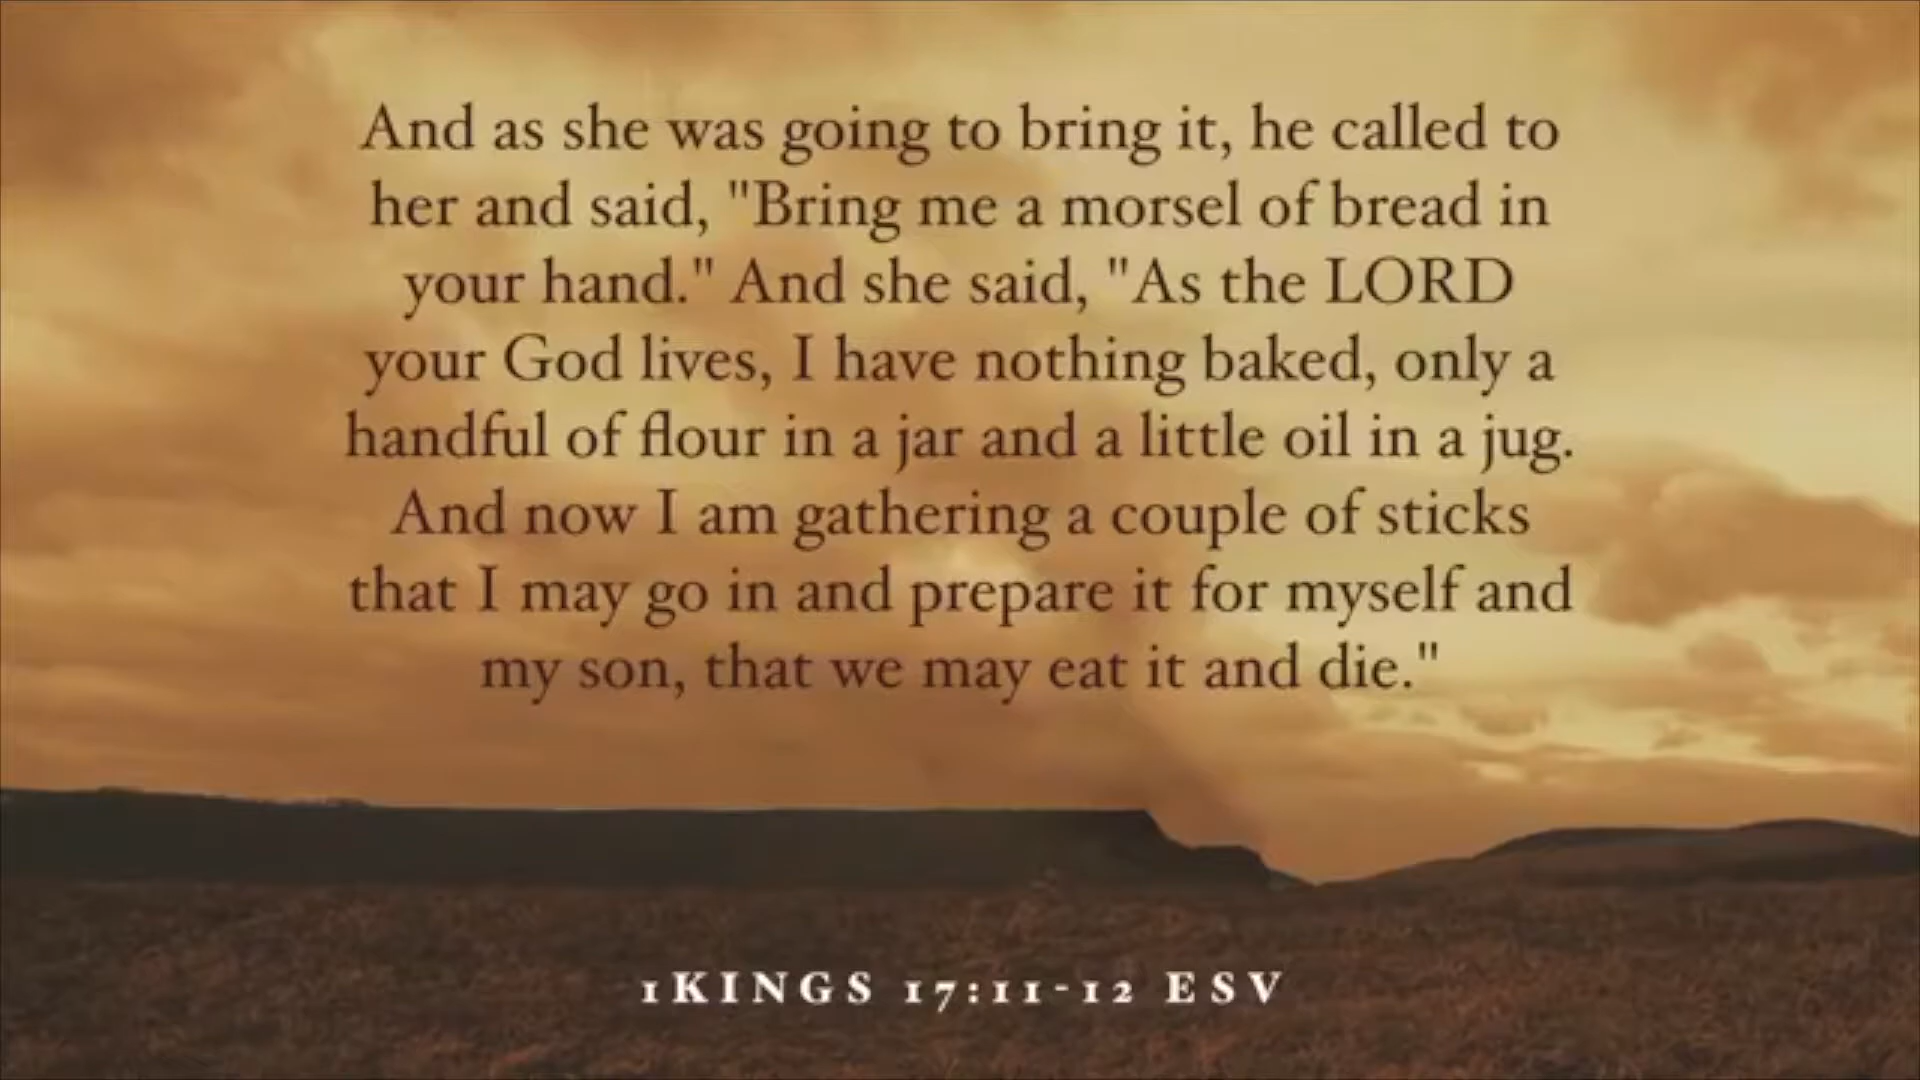 And as she was going to bring it, he called to
her and said, "Bring me a morsel of bread in
your hand." And she said, "As the LORD
your God lives, I have nothing baked, only a
handful of flour in a jar and a little oil in a jug.
And now I am gathering a couple of sticks
that I may go in and prepare it for myself and
my son, that we may eat it and die."
1KINGS 17:11-12 ESV